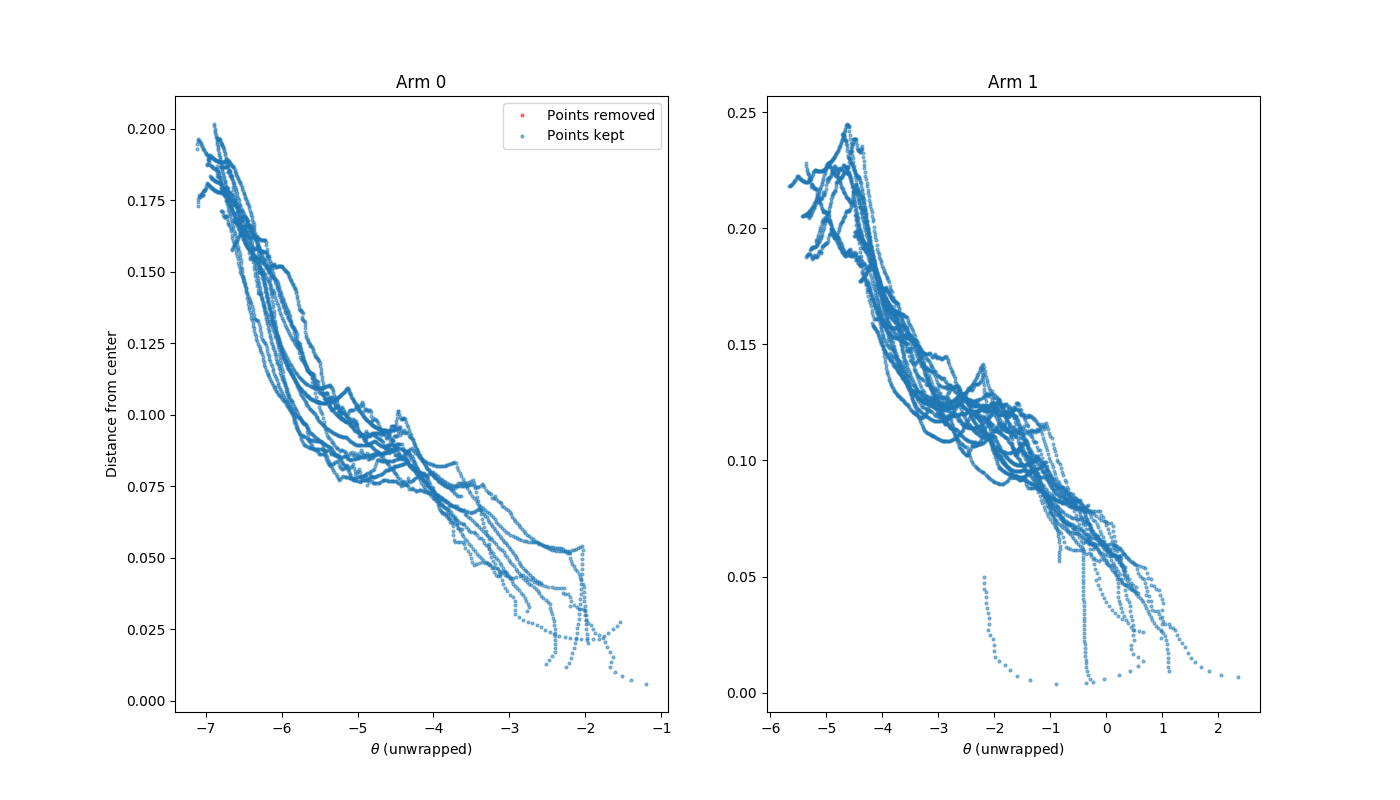 Arm 0
Points removed
Points kept
0.200
0.175
0.150
0.125
0.100
0.075
0.050
0.025
0.000
Distance from center
−7 −6 −5 −4 −3 −2 −1
θ (unwrapped)
Arm 1
0.25
0.20
0.15
0.10
0.05
0.00
−6 −5 −4 −3 −2 −1 0 1 2
θ (unwrapped)